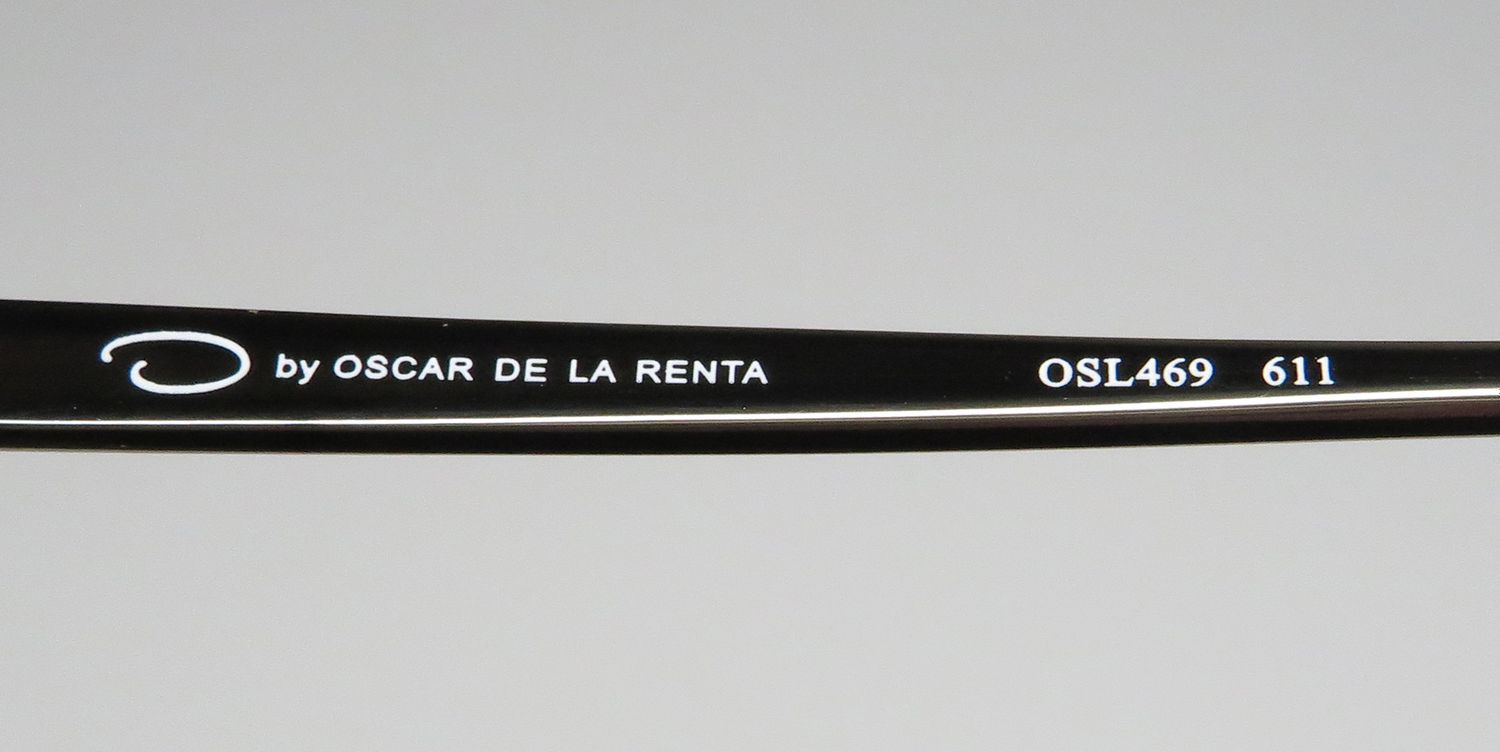 O by OSCAR DE LA RENTA OSL469 611